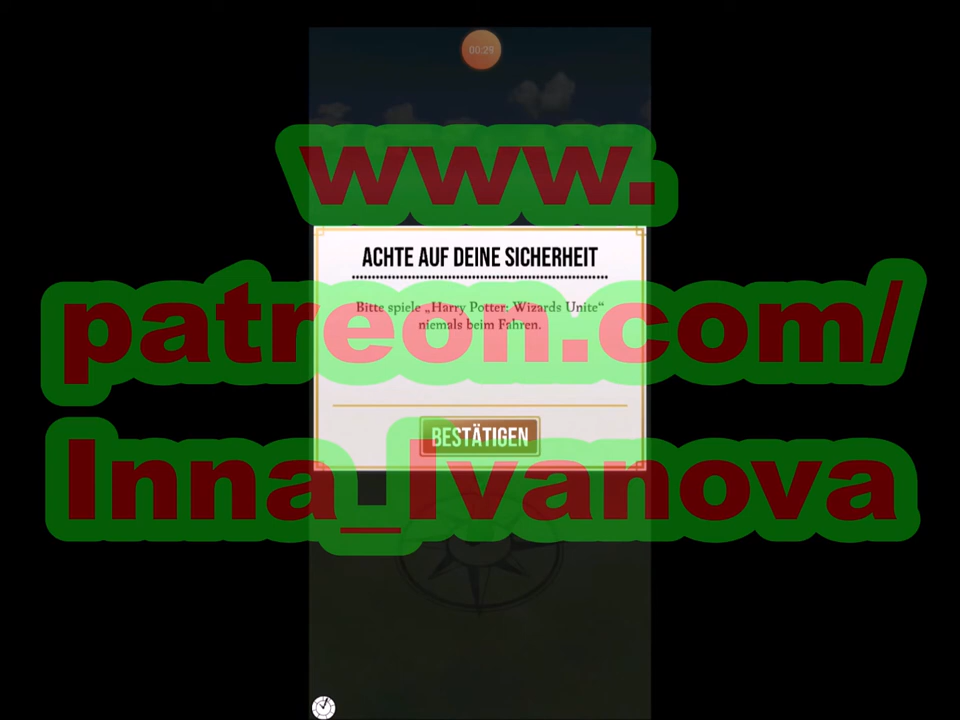 00:29
www.
ACHTE AUF DEINE SICHERHEIT
Bitte spiele „Harry Potter: Wizards Unite“
niemals beim Fahren.
patreon.com/
BESTÄTIGEN
Inna_Ivanova